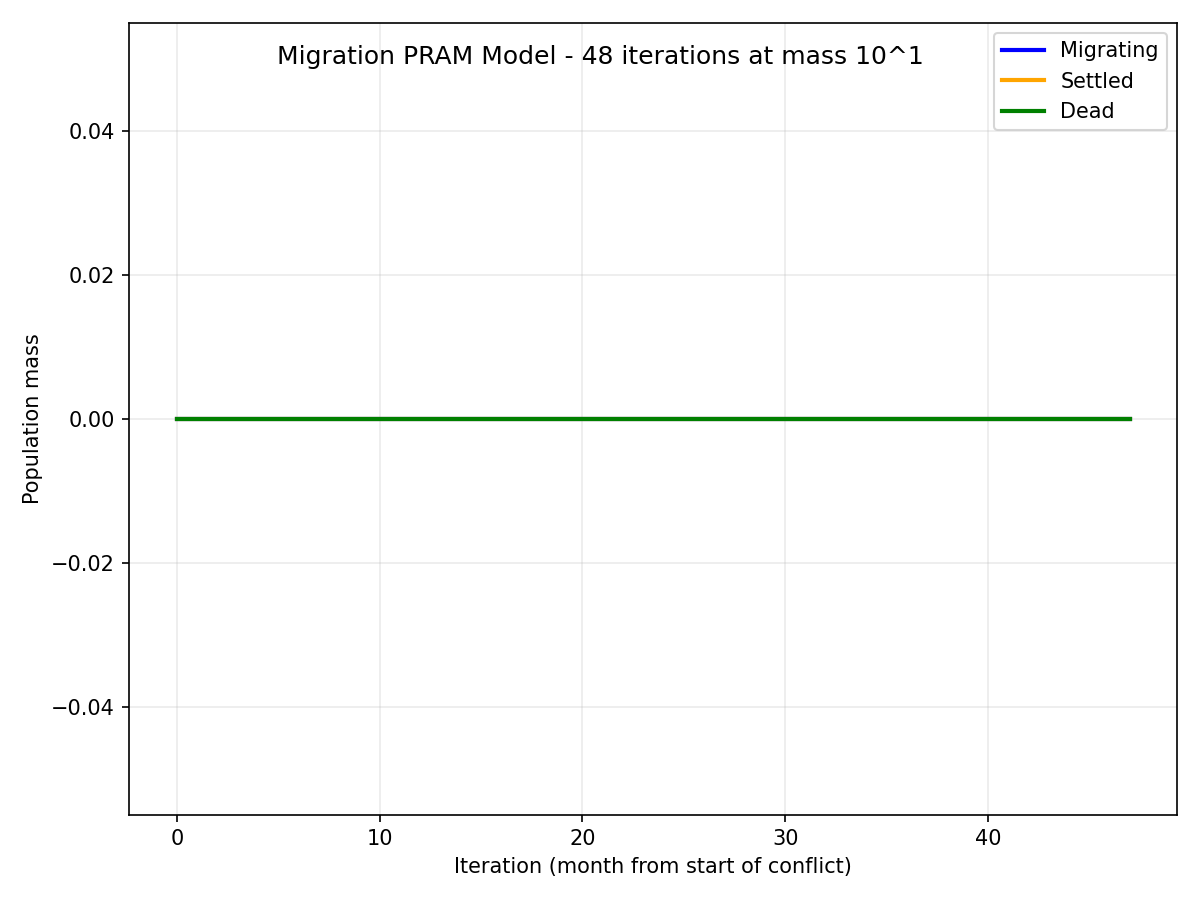 Migration PRAM Model - 48 iterations at mass 10^1
Migrating
Settled
Dead
0.04
0.02
0.00
−0.02
−0.04
Population mass
0 10 20 30 40
Iteration (month from start of conflict)